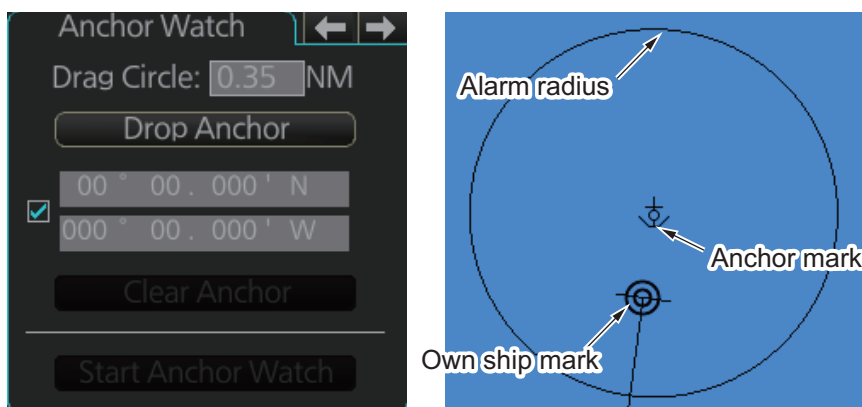 Anchor Watch
Drag Circle: 0.35 NM
Drop Anchor
00 ° 00 . 000 ' N
000 ° 00 . 000 ' W
Clear Anchor
Start Anchor Watch
Alarm radius
Anchor mark
Own ship mark